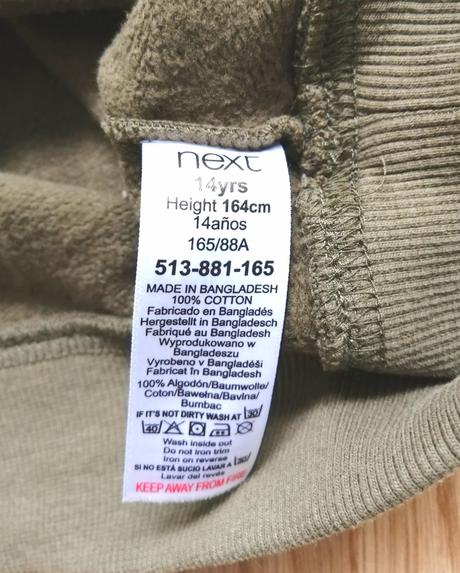 next
14yrs
Height 164cm
14años
165/88A
513-881-165
MADE IN BANGLADESH
100% COTTON
Fabricado en Bangladés
Hergestellt in Bangladesch
Fabriqué au Bangladesh
Wyprodukowano w
Bangladeszu
Vyrobeno v Bangladéši
Fabricat în Bangladesh
100% Algodón/Baumwolle/
Coton/Bawełna/Bavlna/
Bumbac
IF IT'S NOT DIRTY WASH AT 30
40
Wash inside out
Do not iron trim
Iron on reverse
SI NO ESTÁ SUCIO LAVAR A 30
Lavar del revés
KEEP AWAY FROM FIRE